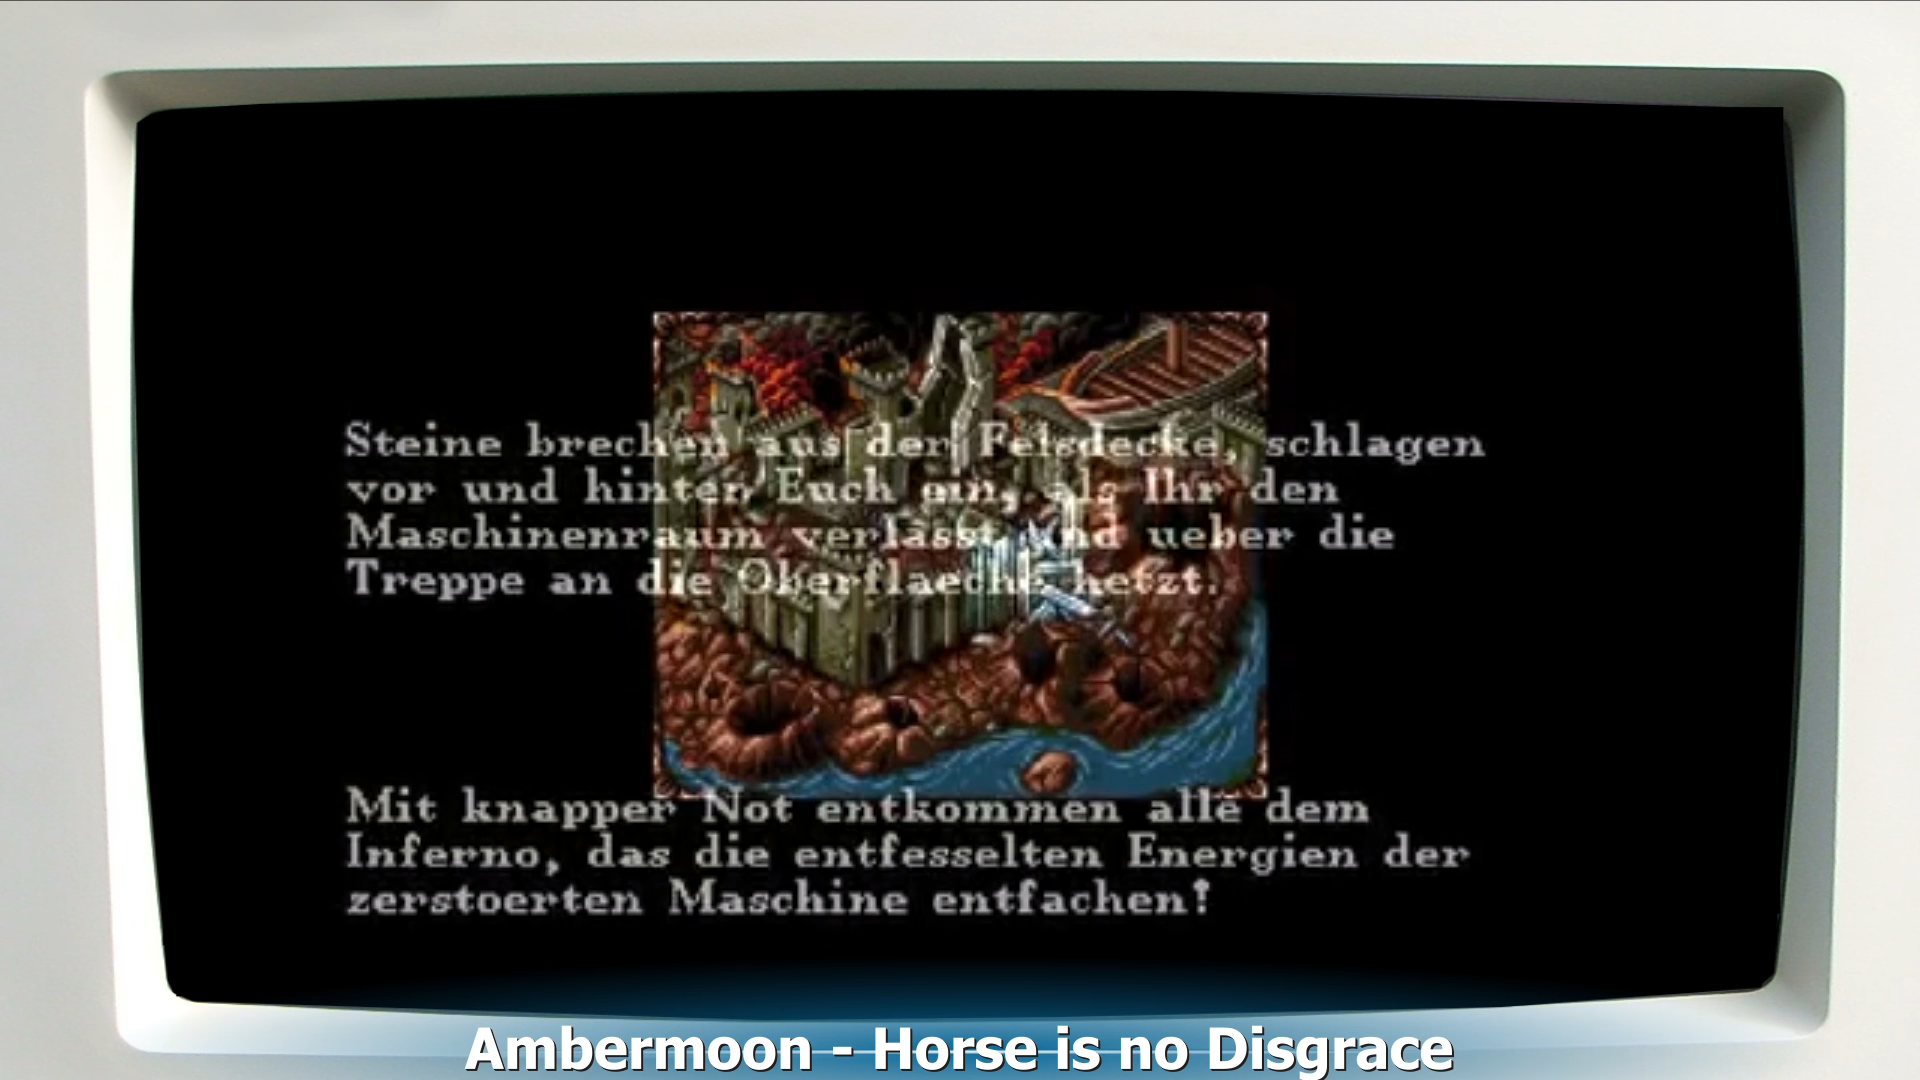 Steine brechen aus der Felsdecke, schlagen
vor und hinten Euch ein, als Ihr den
Maschinenraum verlasst und ueber die
Treppe an die Oberflaeche hetzt.
Mit knapper Not entkommen alle dem
Inferno, das die entfesselten Energien der
zerstoerten Maschine entfachen!
Ambermoon - Horse is no Disgrace